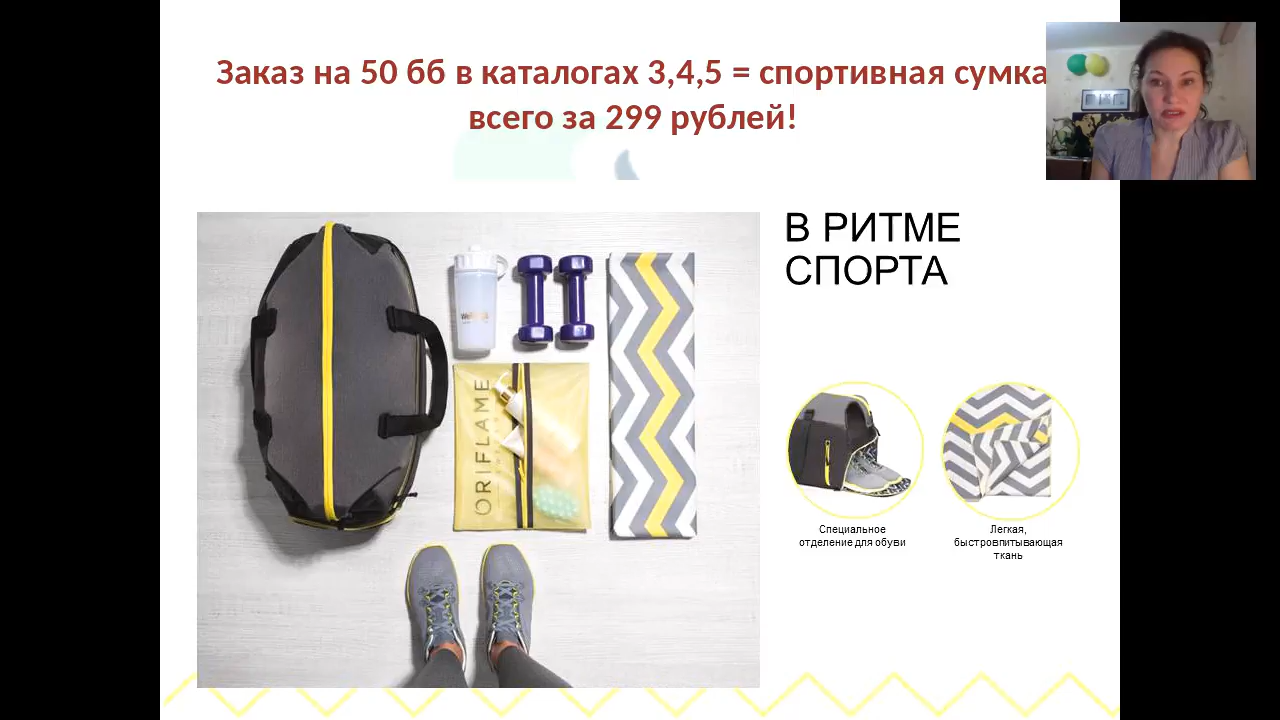 Заказ на 50 бб в каталогах 3,4,5 = спортивная сумка
всего за 299 рублей!
В РИТМЕ
СПОРТА
ORIFLAME
Специальное
отделение для обуви
Легкая,
быстровпитывающая
ткань